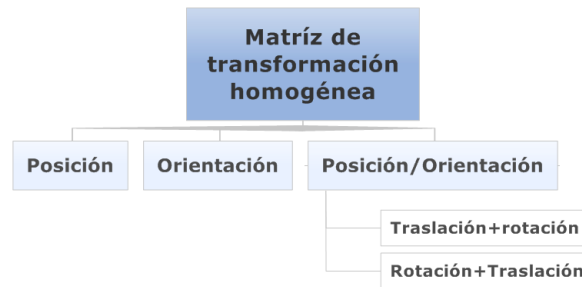 Matríz de
transformación
homogénea
Posición
Orientación
Posición/Orientación
Traslación+rotación
Rotación+Traslación